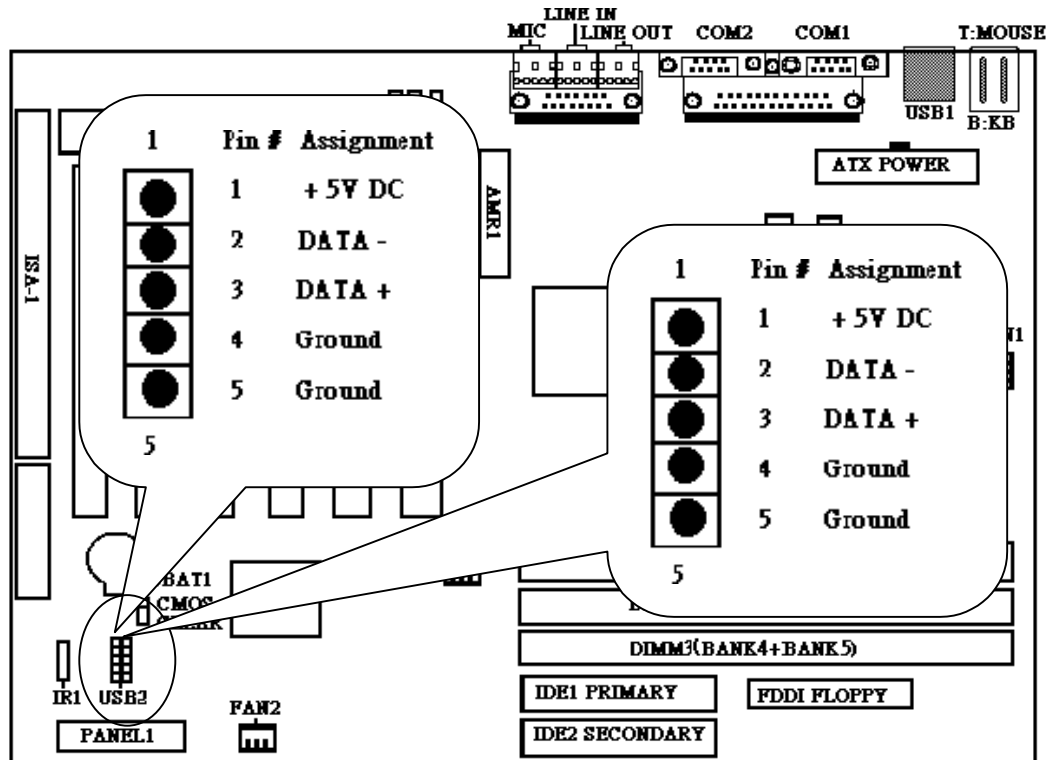 LINE IN
MIC
LINE OUT
COM2
COM1
T:MOUSE
USB1
B:KB
ATX POWER
AMR1
ISA-1
1 Pin # Assignment
1 +5V DC
2 DATA -
3 DATA +
4 Ground
5 Ground
5
1 Pin # Assignment
1 +5V DC
2 DATA -
3 DATA +
4 Ground
5 Ground
5
BAT1
CMOS
DIMM3(BANK4+BANK5)
IR1
USB2
FAN2
PANEL1
IDE1 PRIMARY
FDD1 FLOPPY
IDE2 SECONDARY